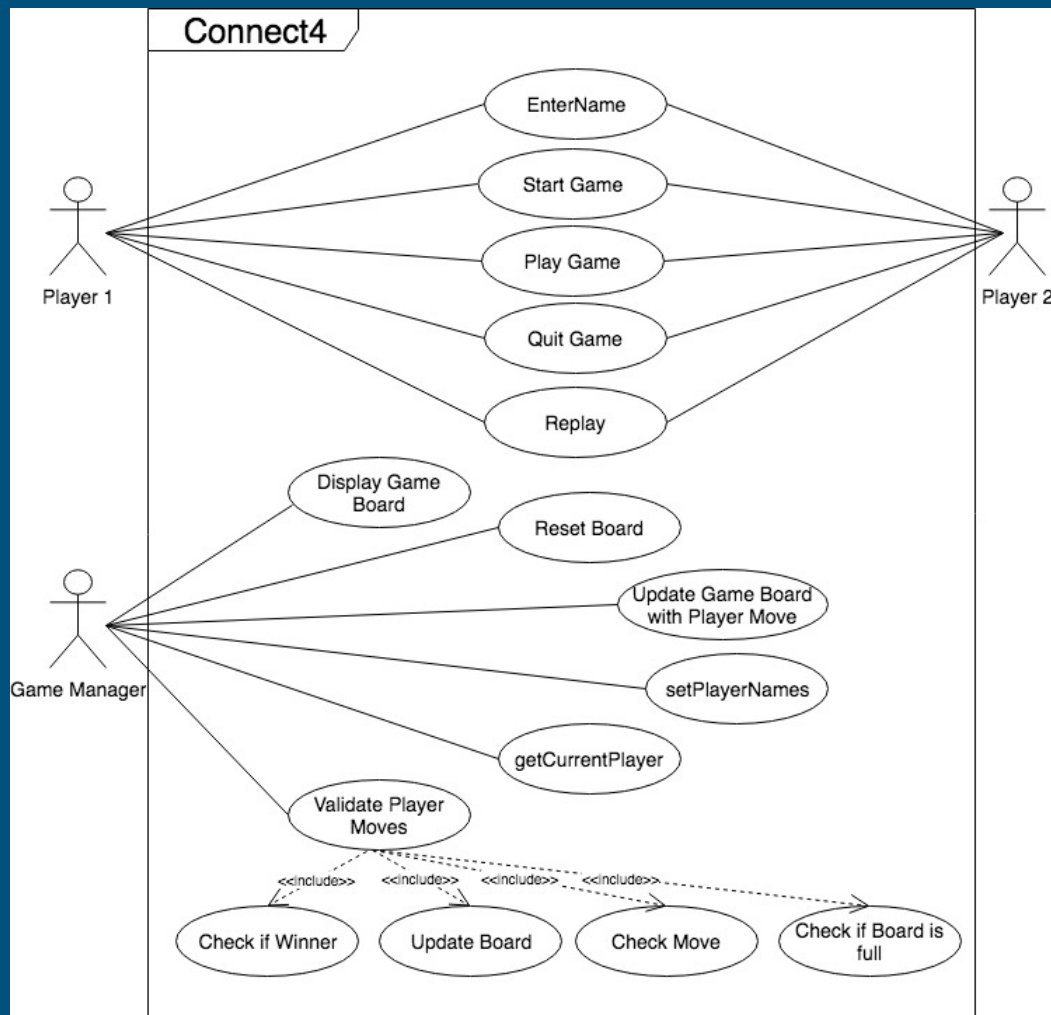 Connect4
EnterName
Start Game
Play Game
Player 1
Player 2
Quit Game
Replay
Display Game
Board
Reset Board
Update Game Board
with Player Move
Game Manager
setPlayerNames
getCurrentPlayer
Validate Player
Moves
<<include>>
<<include>>
<<include>>
<<include>>
Check if Winner
Update Board
Check Move
Check if Board is
full